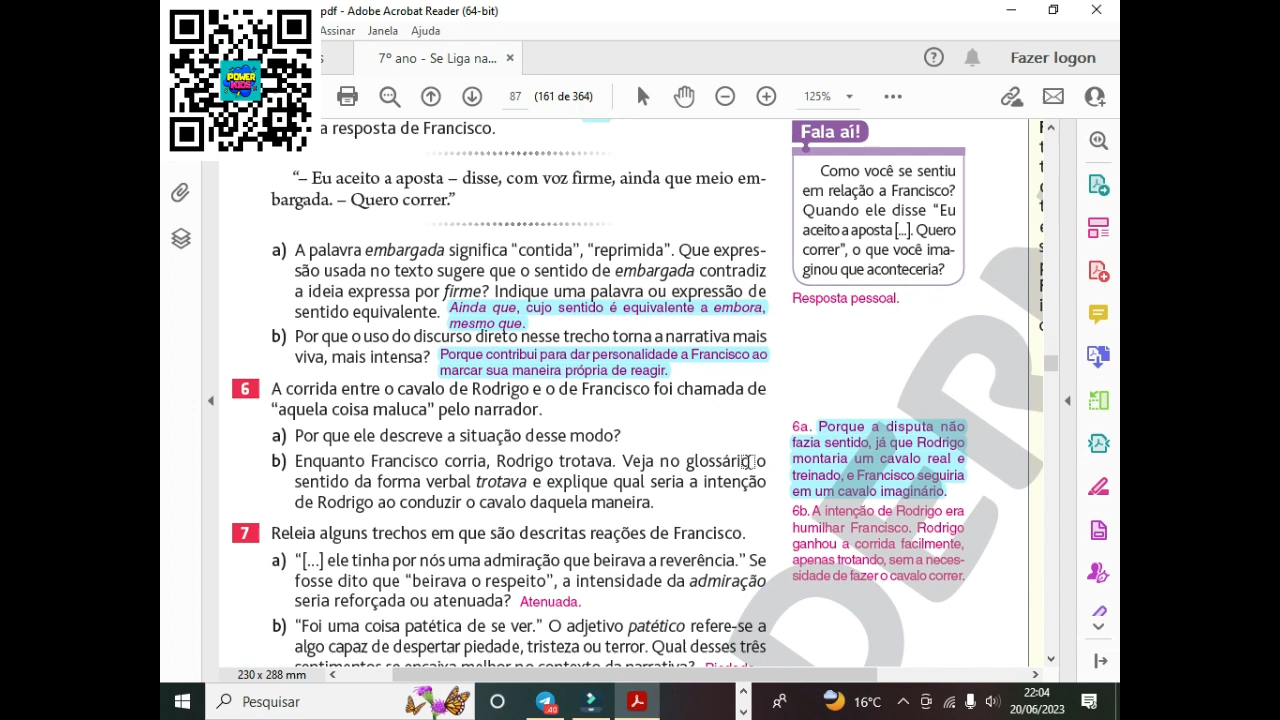 POWER KIDS
pdf - Adobe Acrobat Reader (64-bit)
Assinar Janela Ajuda
s
7º ano - Se Liga na...
Fazer logon
87 (161 de 364)
125%
a resposta de Francisco.
“– Eu aceito a aposta – disse, com voz firme, ainda que meio em-
bargada. – Quero correr.”
a) A palavra embargada significa “contida”, “reprimida”. Que expres-
são usada no texto sugere que o sentido de embargada contradiz
a ideia expressa por firme? Indique uma palavra ou expressão de
sentido equivalente. Ainda que, cujo sentido é equivalente a embora,
mesmo que.
b) Por que o uso do discurso direto nesse trecho torna a narrativa mais
viva, mais intensa? Porque contribui para dar personalidade a Francisco ao
marcar sua maneira própria de reagir.
6 A corrida entre o cavalo de Rodrigo e o de Francisco foi chamada de
“aquela coisa maluca” pelo narrador.
a) Por que ele descreve a situação desse modo?
b) Enquanto Francisco corria, Rodrigo trotava. Veja no glossário o
sentido da forma verbal trotava e explique qual seria a intenção
de Rodrigo ao conduzir o cavalo daquela maneira.
7 Releia alguns trechos em que são descritas reações de Francisco.
a) “[...] ele tinha por nós uma admiração que beirava a reverência.” Se
fosse dito que “beirava o respeito”, a intensidade da admiração
seria reforçada ou atenuada? Atenuada.
b) “Foi uma coisa patética de se ver.” O adjetivo patético refere-se a
algo capaz de despertar piedade, tristeza ou terror. Qual desses três
sentimentos se encaixa melhor no contexto da narrativa? Piedade.
Fala aí!
Como você se sentiu
em relação a Francisco?
Quando ele disse “Eu
aceito a aposta [...]. Quero
correr”, o que você ima-
ginou que aconteceria?
Resposta pessoal.
6a. Porque a disputa não
fazia sentido, já que Rodrigo
montaria um cavalo real e
treinado, e Francisco seguiria
em um cavalo imaginário.
6b. A intenção de Rodrigo era
humilhar Francisco. Rodrigo
ganhou a corrida facilmente,
apenas trotando, sem a neces-
sidade de fazer o cavalo correr.
DER
230 x 288 mm
Pesquisar
40
16°C
22:04
20/06/2023